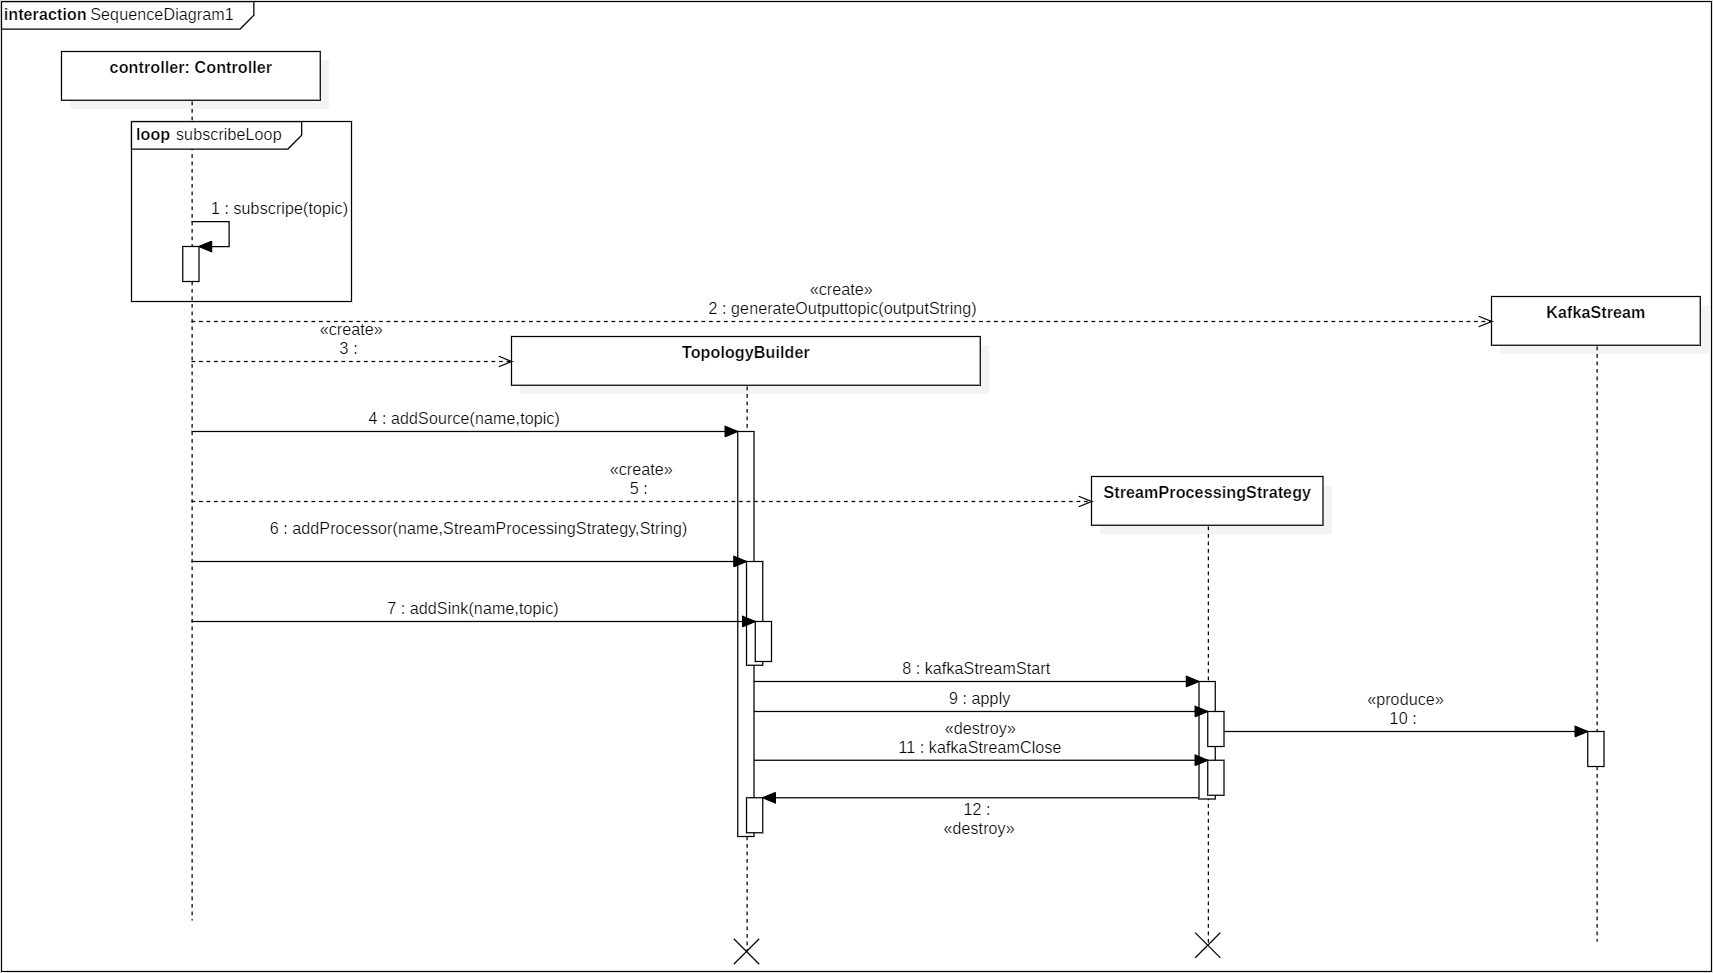 interaction SequenceDiagram1
controller: Controller
loop subscribeLoop
1 : subscripe(topic)
«create»
2 : generateOutputtopic(outputString)
KafkaStream
«create»
3 :
TopologyBuilder
4 : addSource(name,topic)
«create»
5 :
StreamProcessingStrategy
6 : addProcessor(name,StreamProcessingStrategy,String)
7 : addSink(name,topic)
8 : kafkaStreamStart
9 : apply
«produce»
10 :
«destroy»
11 : kafkaStreamClose
12 :
«destroy»